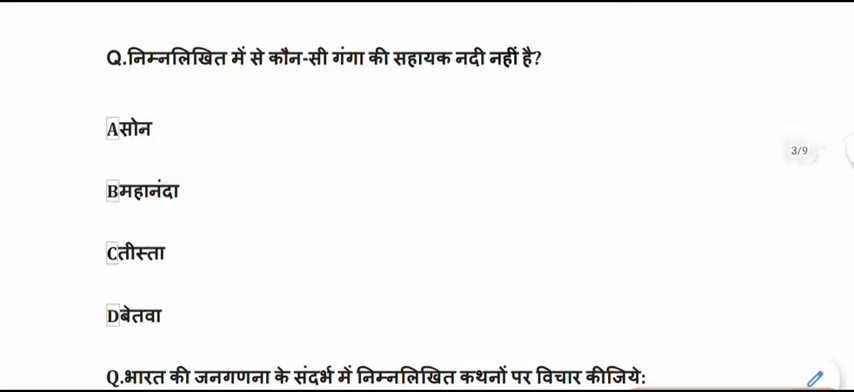 Q.निम्नलिखित में से कौन-सी गंगा की सहायक नदी नहीं है?
Aसोन
3/9
Bमहानंदा
Cतीस्ता
Dबेतवा
Q.भारत की जनगणना के संदर्भ में निम्नलिखित कथनों पर विचार कीजिये: